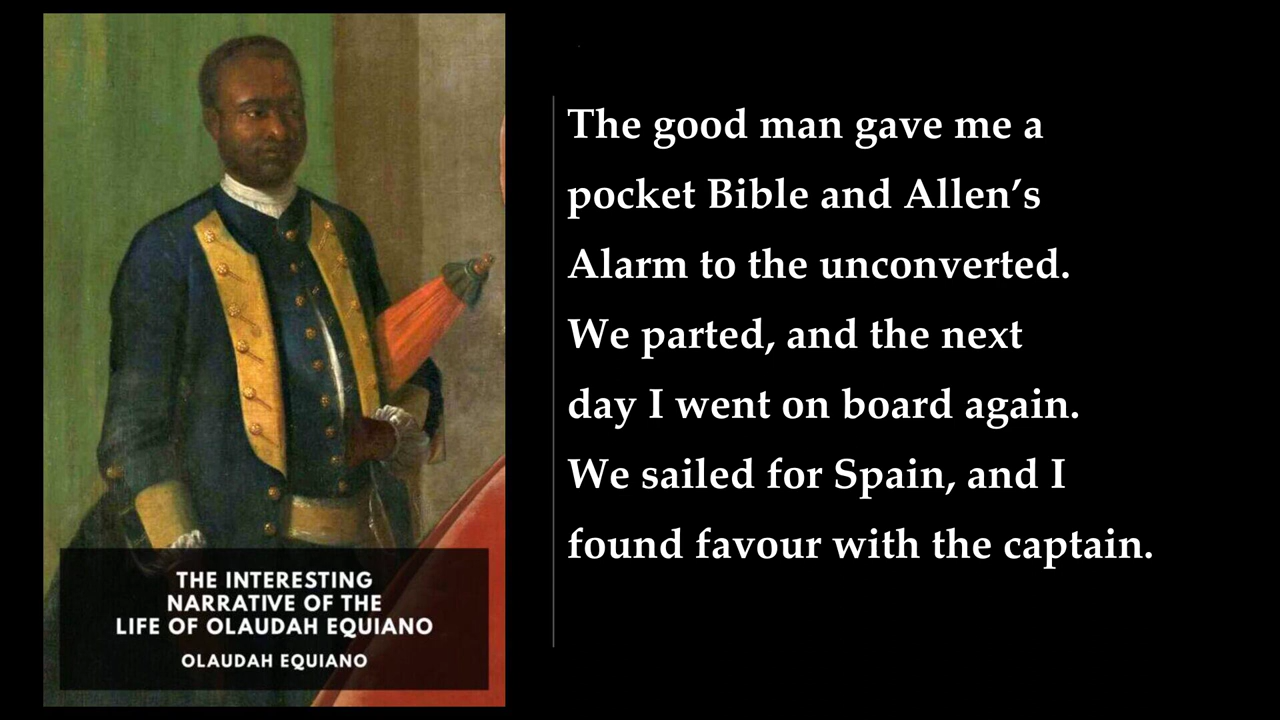 The good man gave me a
pocket Bible and Allen’s
Alarm to the unconverted.
We parted, and the next
day I went on board again.
We sailed for Spain, and I
found favour with the captain.
THE INTERESTING
NARRATIVE OF THE
LIFE OF OLAUDAH EQUIANO
OLAUDAH EQUIANO